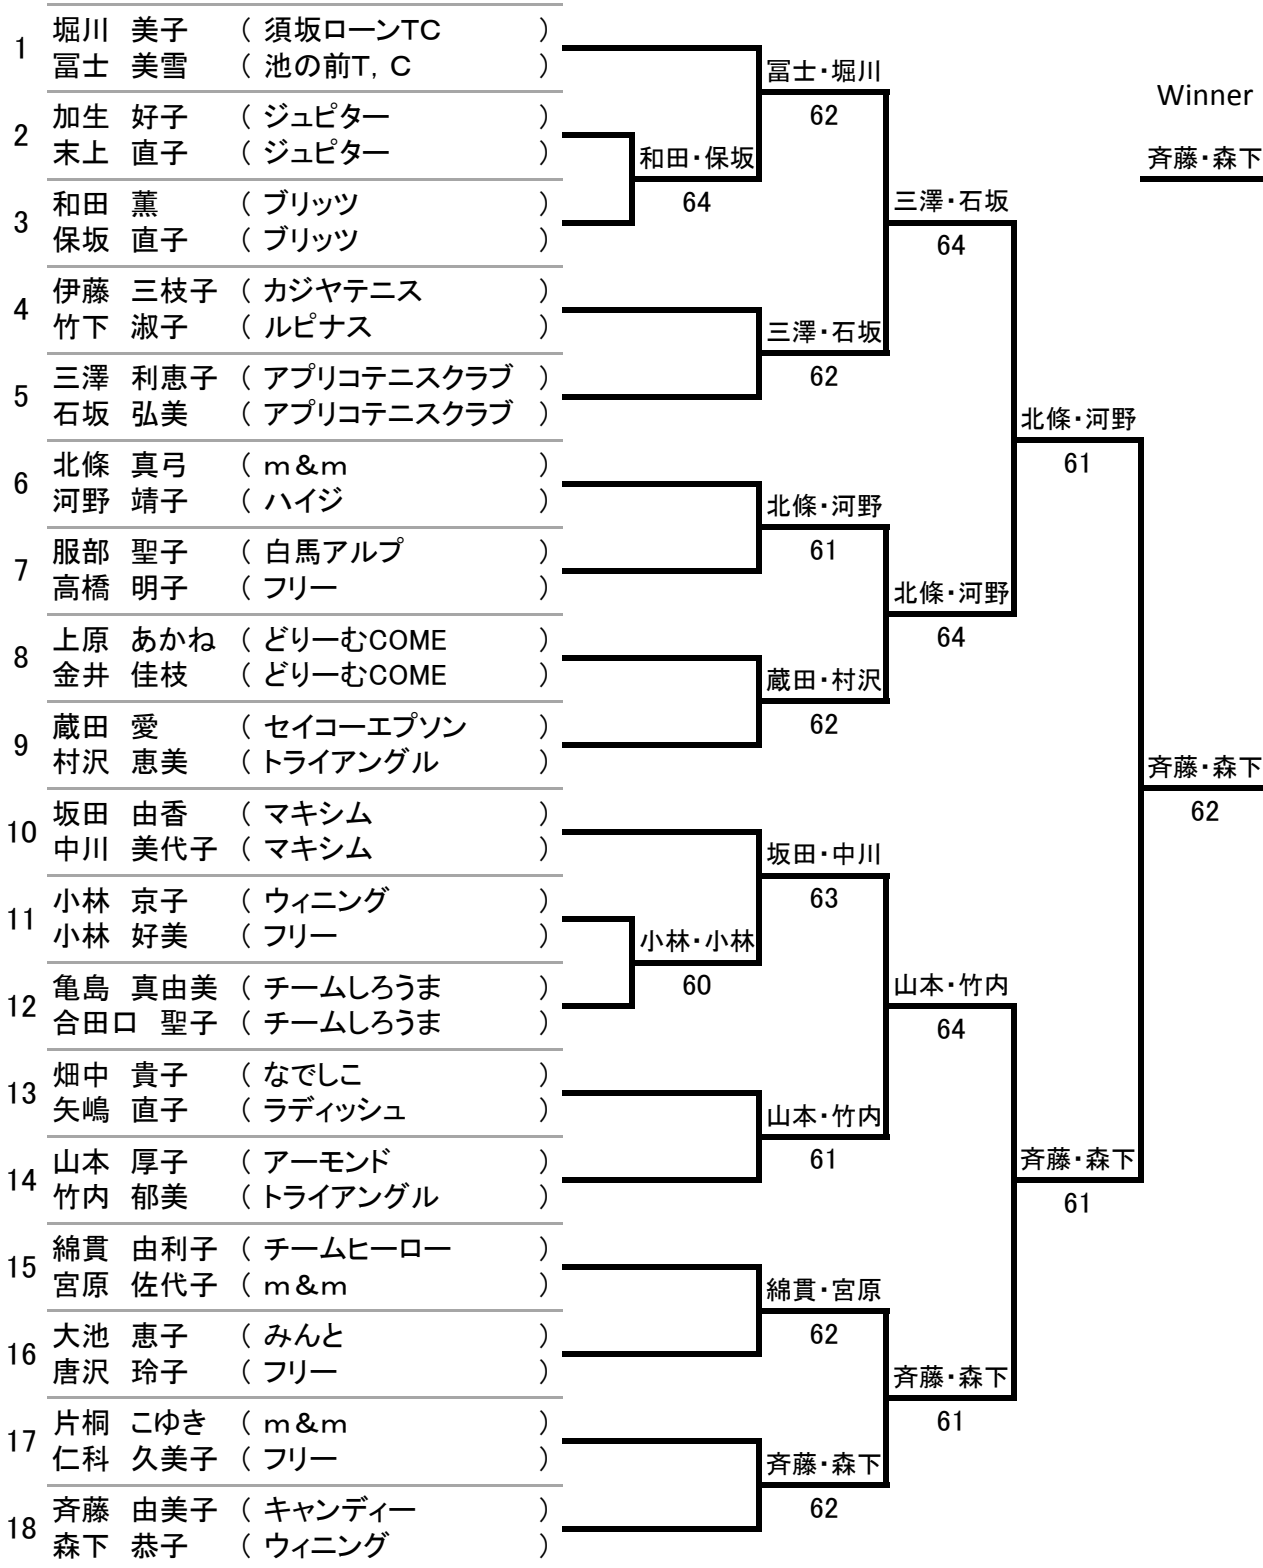 1
堀川 美子 ( 須坂ローンTC )
冨士 美雪 ( 池の前T, C )
2
加生 好子 ( ジュピター )
末上 直子 ( ジュピター )
3
和田 薫 ( ブリッツ )
保坂 直子 ( ブリッツ )
4
伊藤 三枝子 ( カジヤテニス )
竹下 淑子 ( ルピナス )
5
三澤 利恵子 ( アプリコテニスクラブ )
石坂 弘美 ( アプリコテニスクラブ )
6
北條 真弓 ( m&m )
河野 靖子 ( ハイジ )
7
服部 聖子 ( 白馬アルプ )
高橋 明子 ( フリー )
8
上原 あかね ( どりーむCOME )
金井 佳枝 ( どりーむCOME )
9
蔵田 愛 ( セイコーエプソン )
村沢 恵美 ( トライアングル )
10
坂田 由香 ( マキシム )
中川 美代子 ( マキシム )
11
小林 京子 ( ウィニング )
小林 好美 ( フリー )
12
亀島 真由美 ( チームしろうま )
合田口 聖子 ( チームしろうま )
13
畑中 貴子 ( なでしこ )
矢嶋 直子 ( ラディッシュ )
14
山本 厚子 ( アーモンド )
竹内 郁美 ( トライアングル )
15
綿貫 由利子 ( チームヒーロー )
宮原 佐代子 ( m&m )
16
大池 恵子 ( みんと )
唐沢 玲子 ( フリー )
17
片桐 こゆき ( m&m )
仁科 久美子 ( フリー )
18
斉藤 由美子 ( キャンディー )
森下 恭子 ( ウィニング )
和田・保坂
64
小林・小林
60
冨士・堀川
62
三澤・石坂
62
北條・河野
61
蔵田・村沢
62
坂田・中川
63
山本・竹内
61
綿貫・宮原
62
斉藤・森下
62
三澤・石坂
64
北條・河野
64
山本・竹内
64
斉藤・森下
61
北條・河野
61
斉藤・森下
61
斉藤・森下
62
Winner
斉藤・森下